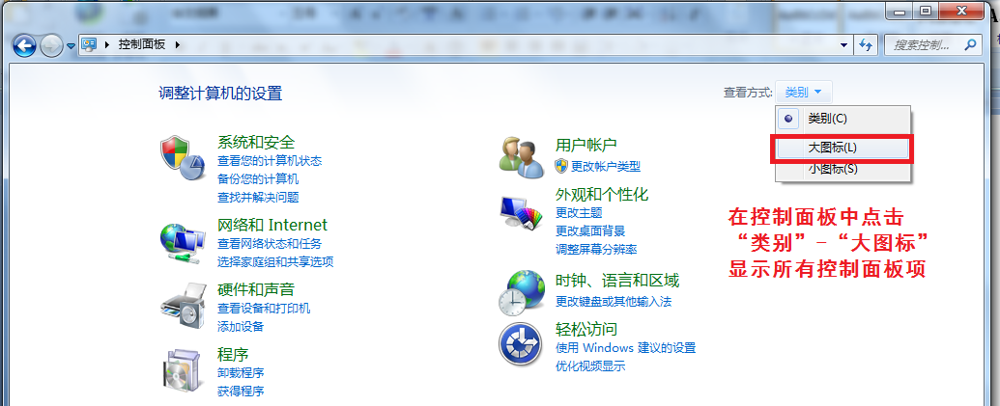 控制面板
搜索控制...
调整计算机的设置
查看方式: 类别
类别(C)
大图标(L)
小图标(S)
系统和安全
查看您的计算机状态
备份您的计算机
查找并解决问题
网络和 Internet
查看网络状态和任务
选择家庭组和共享选项
硬件和声音
查看设备和打印机
添加设备
程序
卸载程序
获得程序
用户帐户
更改帐户类型
外观和个性化
更改主题
更改桌面背景
调整屏幕分辨率
时钟、语言和区域
更改键盘或其他输入法
轻松访问
使用 Windows 建议的设置
优化视频显示
在控制面板中点击
“类别”-“大图标”
显示所有控制面板项